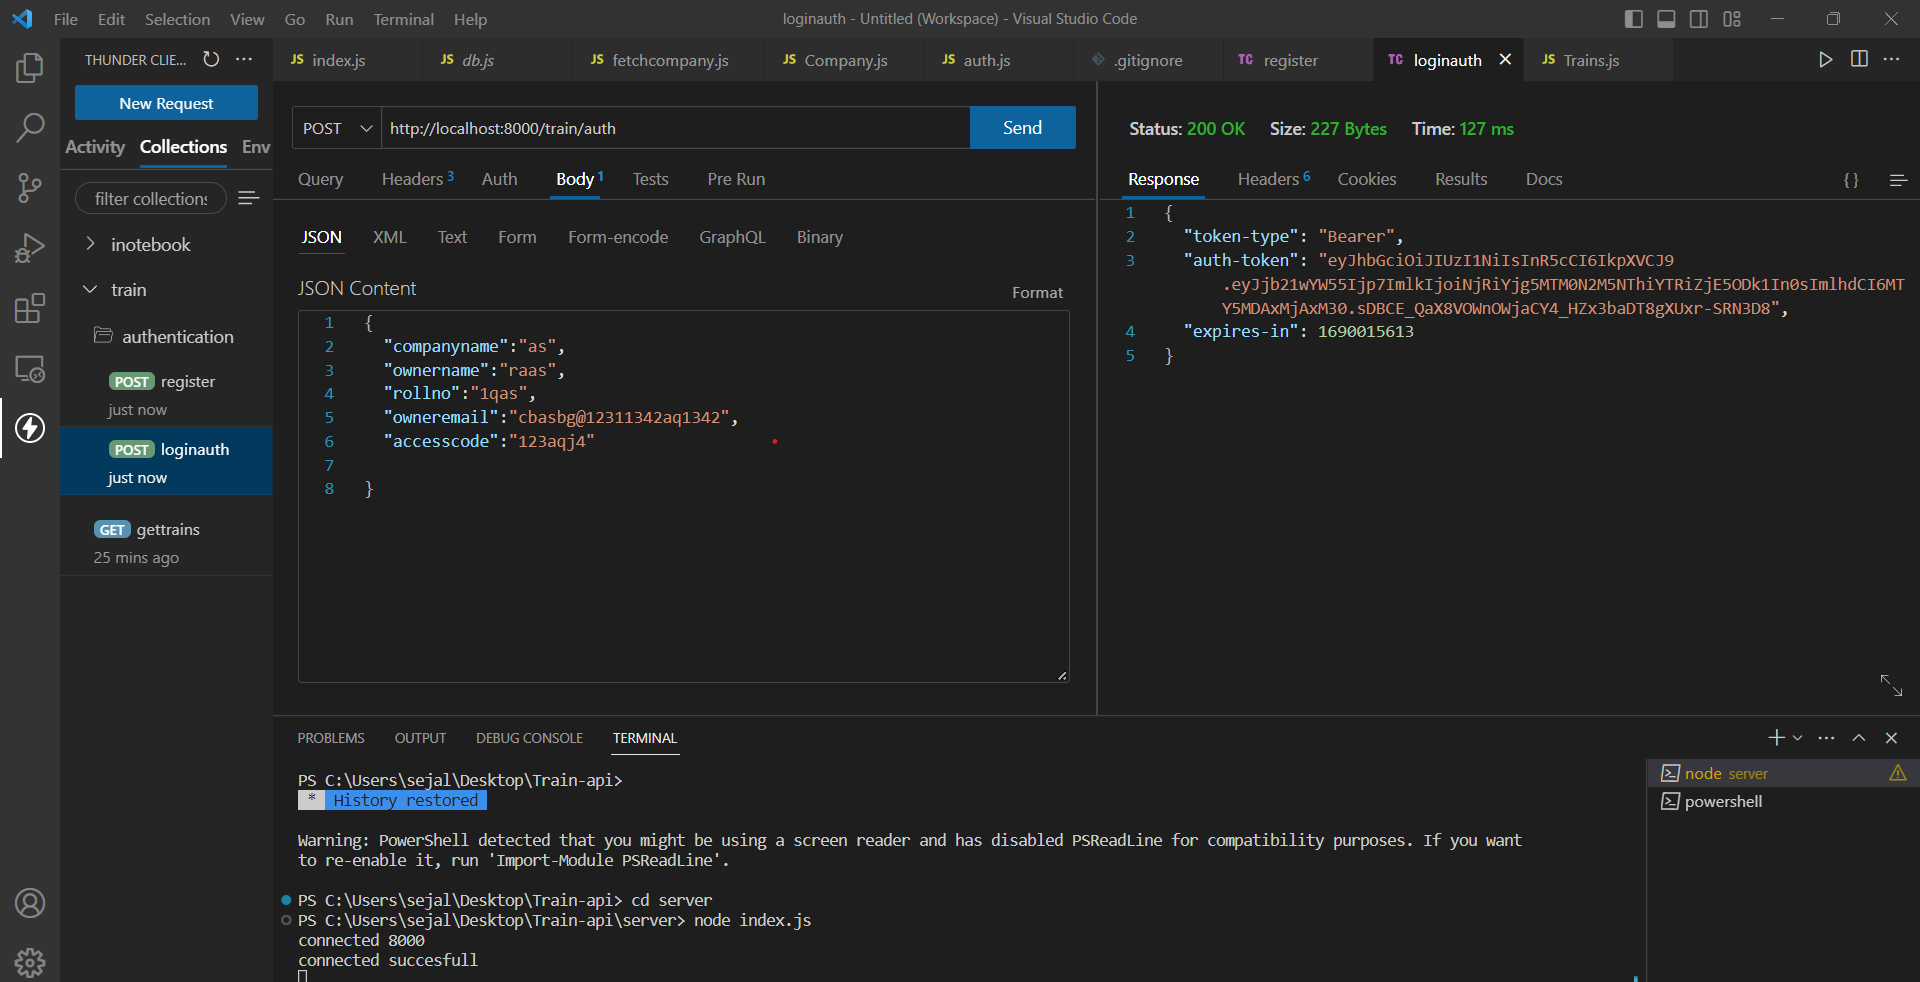 File Edit Selection View Go Run Terminal Help
loginauth - Untitled (Workspace) - Visual Studio Code
THUNDER CLIE...
New Request
Activity Collections Env
filter collections
inotebook
train
authentication
POST register
just now
POST loginauth
just now
GET gettrains
25 mins ago
JS index.js
JS db.js
JS fetchcompany.js
JS Company.js
JS auth.js
.gitignore
TC register
TC loginauth
JS Trains.js
POST http://localhost:8000/train/auth
Send
Query Headers 3 Auth Body 1 Tests Pre Run
JSON XML Text Form Form-encode GraphQL Binary
JSON Content
Format
1 {
2 "companyname":"as",
3 "ownername":"raas",
4 "rollno":"1qas",
5 "owneremail":"cbasbg@12311342aq1342",
6 "accesscode":"123aqj4"
7
8 }
Status: 200 OK Size: 227 Bytes Time: 127 ms
Response Headers 6 Cookies Results Docs
{ }
1 {
2 "token-type": "Bearer",
3 "auth-token": "eyJhbGciOiJIUzI1NiIsInR5cCI6IkpXVCJ9
.eyJjb21wYW55Ijp7ImlkIjoiNjRiYjg5MTM0N2M5NThiYTRiZjE5ODk1In0sImlhdCI6MT
Y5MDAxMjAxM30.sDBCE_QaX8VOWnOWjaCY4_HZx3baDT8gXUxr-SRN3D8",
4 "expires-in": 1690015613
5 }
PROBLEMS OUTPUT DEBUG CONSOLE TERMINAL
PS C:\Users\sejal\Desktop\Train-api>
* History restored
Warning: PowerShell detected that you might be using a screen reader and has disabled PSReadLine for compatibility purposes. If you want
to re-enable it, run 'Import-Module PSReadLine'.
PS C:\Users\sejal\Desktop\Train-api> cd server
PS C:\Users\sejal\Desktop\Train-api\server> node index.js
connected 8000
connected succesfull
node server
powershell